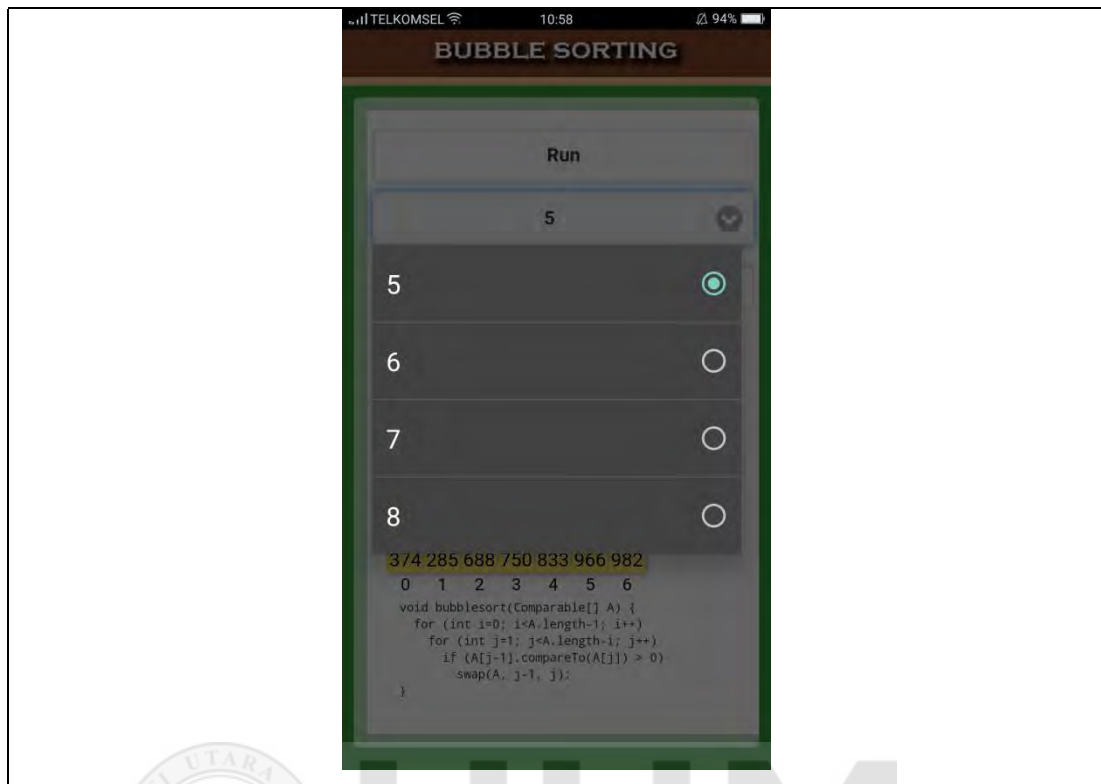 TELKOMSEL 10:58 94%
BUBBLE SORTING
Run
5
5
6
7
8
374 285 688 750 833 966 982
0 1 2 3 4 5 6
void bubblesort(Comparable[] A) {
for (int i=0; i<A.length-1; i++)
for (int j=1; j<A.length-i; j++)
if (A[j-1].compareTo(A[j]) > 0)
swap(A, j-1, j);
}
UTARA